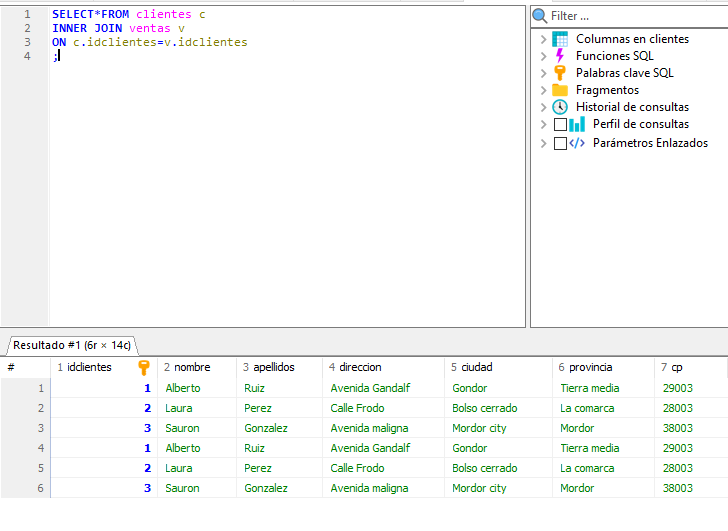 1 SELECT*FROM clientes c
2 INNER JOIN ventas v
3 ON c.idclientes=v.idclientes
4 ;
Filter ...
Columnas en clientes
Funciones SQL
Palabras clave SQL
Fragmentos
Historial de consultas
Perfil de consultas
Parámetros Enlazados
Resultado #1 (6r × 14c)
# 1 idclientes 2 nombre 3 apellidos 4 direccion 5 ciudad 6 provincia 7 cp
1 1 Alberto Ruiz Avenida Gandalf Gondor Tierra media 29003
2 2 Laura Perez Calle Frodo Bolso cerrado La comarca 28003
3 3 Sauron Gonzalez Avenida maligna Mordor city Mordor 38003
4 1 Alberto Ruiz Avenida Gandalf Gondor Tierra media 29003
5 2 Laura Perez Calle Frodo Bolso cerrado La comarca 28003
6 3 Sauron Gonzalez Avenida maligna Mordor city Mordor 38003